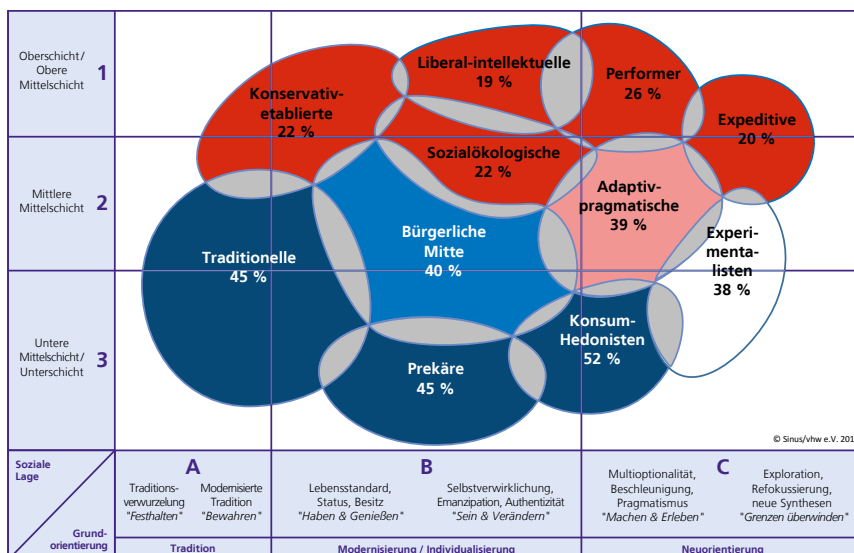 Oberschicht/
Obere
Mittelschicht
1
Mittlere
Mittelschicht
2
Untere
Mittelschicht/
Unterschicht
3
Konservativ-
etablierte
22 %
Liberal-intellektuelle
19 %
Performer
26 %
Expeditive
20 %
Sozialökologische
22 %
Adaptiv-
pragmatische
39 %
Traditionelle
45 %
Bürgerliche
Mitte
40 %
Experi-
menta-
listen
38 %
Konsum-
Hedonisten
52 %
Prekäre
45 %
© Sinus/vhw e.V. 201
Soziale
Lage
Grund-
orientierung
A
Traditions-
verwurzelung
"Festhalten"
Modernisierte
Tradition
"Bewahren"
B
Lebensstandard,
Status, Besitz
"Haben & Genießen"
Selbstverwirklichung,
Emanzipation, Authentizität
"Sein & Verändern"
C
Multioptionalität,
Beschleunigung,
Pragmatismus
"Machen & Erleben"
Exploration,
Refokussierung,
neue Synthesen
"Grenzen überwinden"
Tradition
Modernisierung / Individualisierung
Neuorientierung